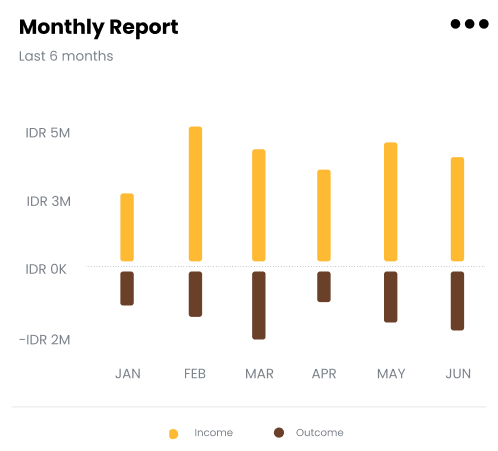 Monthly Report
Last 6 months
IDR 5M
IDR 3M
IDR 0K
-IDR 2M
JAN FEB MAR APR MAY JUN
Income Outcome